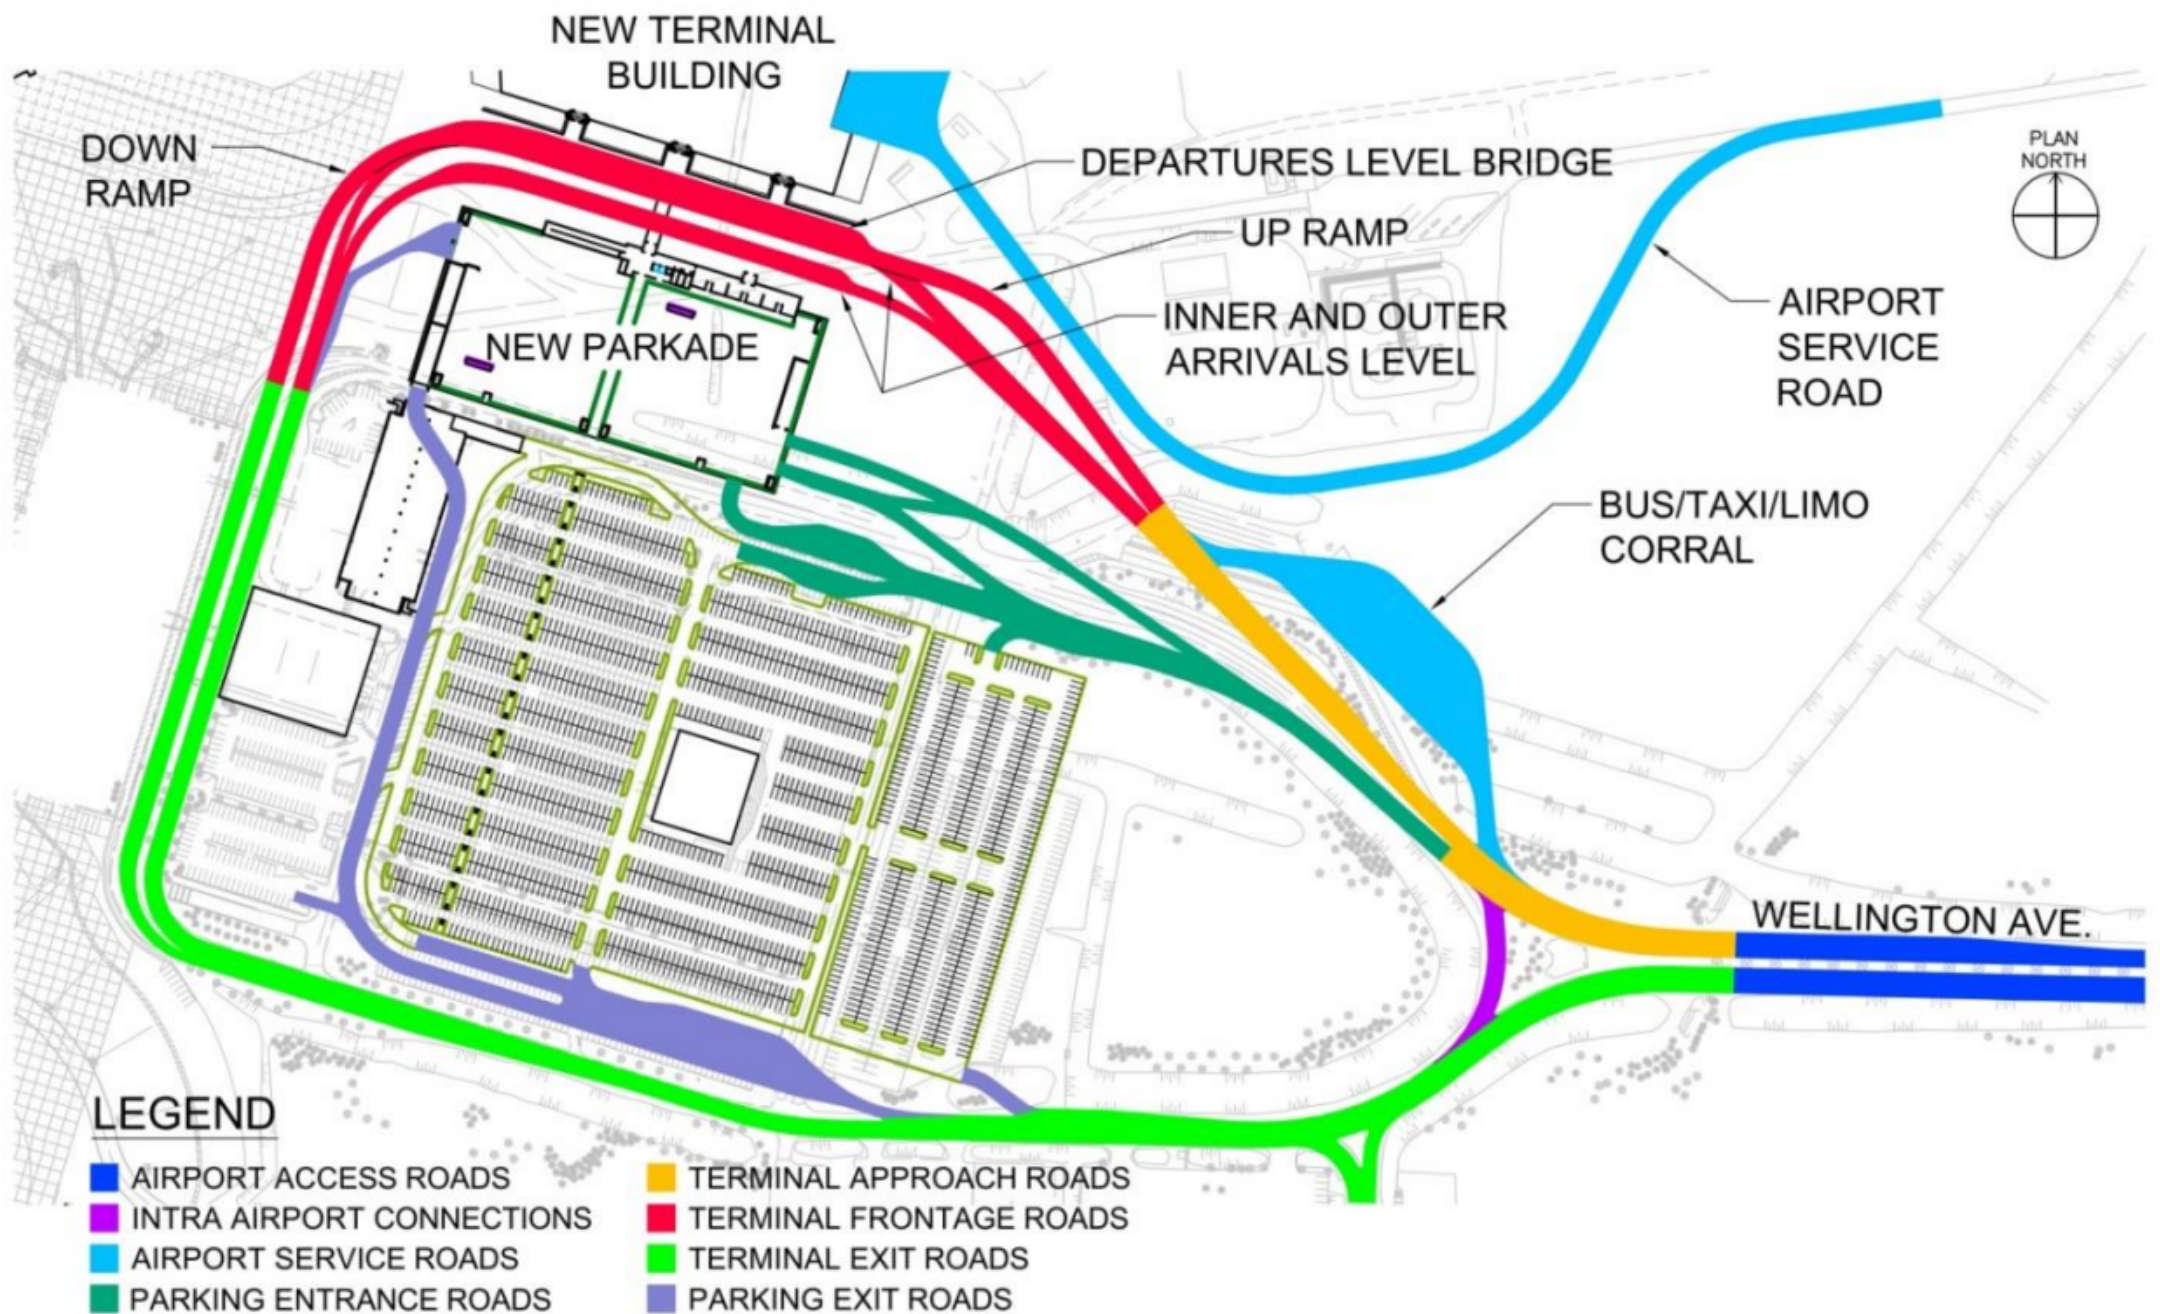 NEW TERMINAL
BUILDING
DOWN
RAMP
DEPARTURES LEVEL BRIDGE
PLAN
NORTH
UP RAMP
INNER AND OUTER
ARRIVALS LEVEL
AIRPORT
SERVICE
ROAD
NEW PARKADE
BUS/TAXI/LIMO
CORRAL
WELLINGTON AVE.
LEGEND
AIRPORT ACCESS ROADS
INTRA AIRPORT CONNECTIONS
AIRPORT SERVICE ROADS
PARKING ENTRANCE ROADS
TERMINAL APPROACH ROADS
TERMINAL FRONTAGE ROADS
TERMINAL EXIT ROADS
PARKING EXIT ROADS